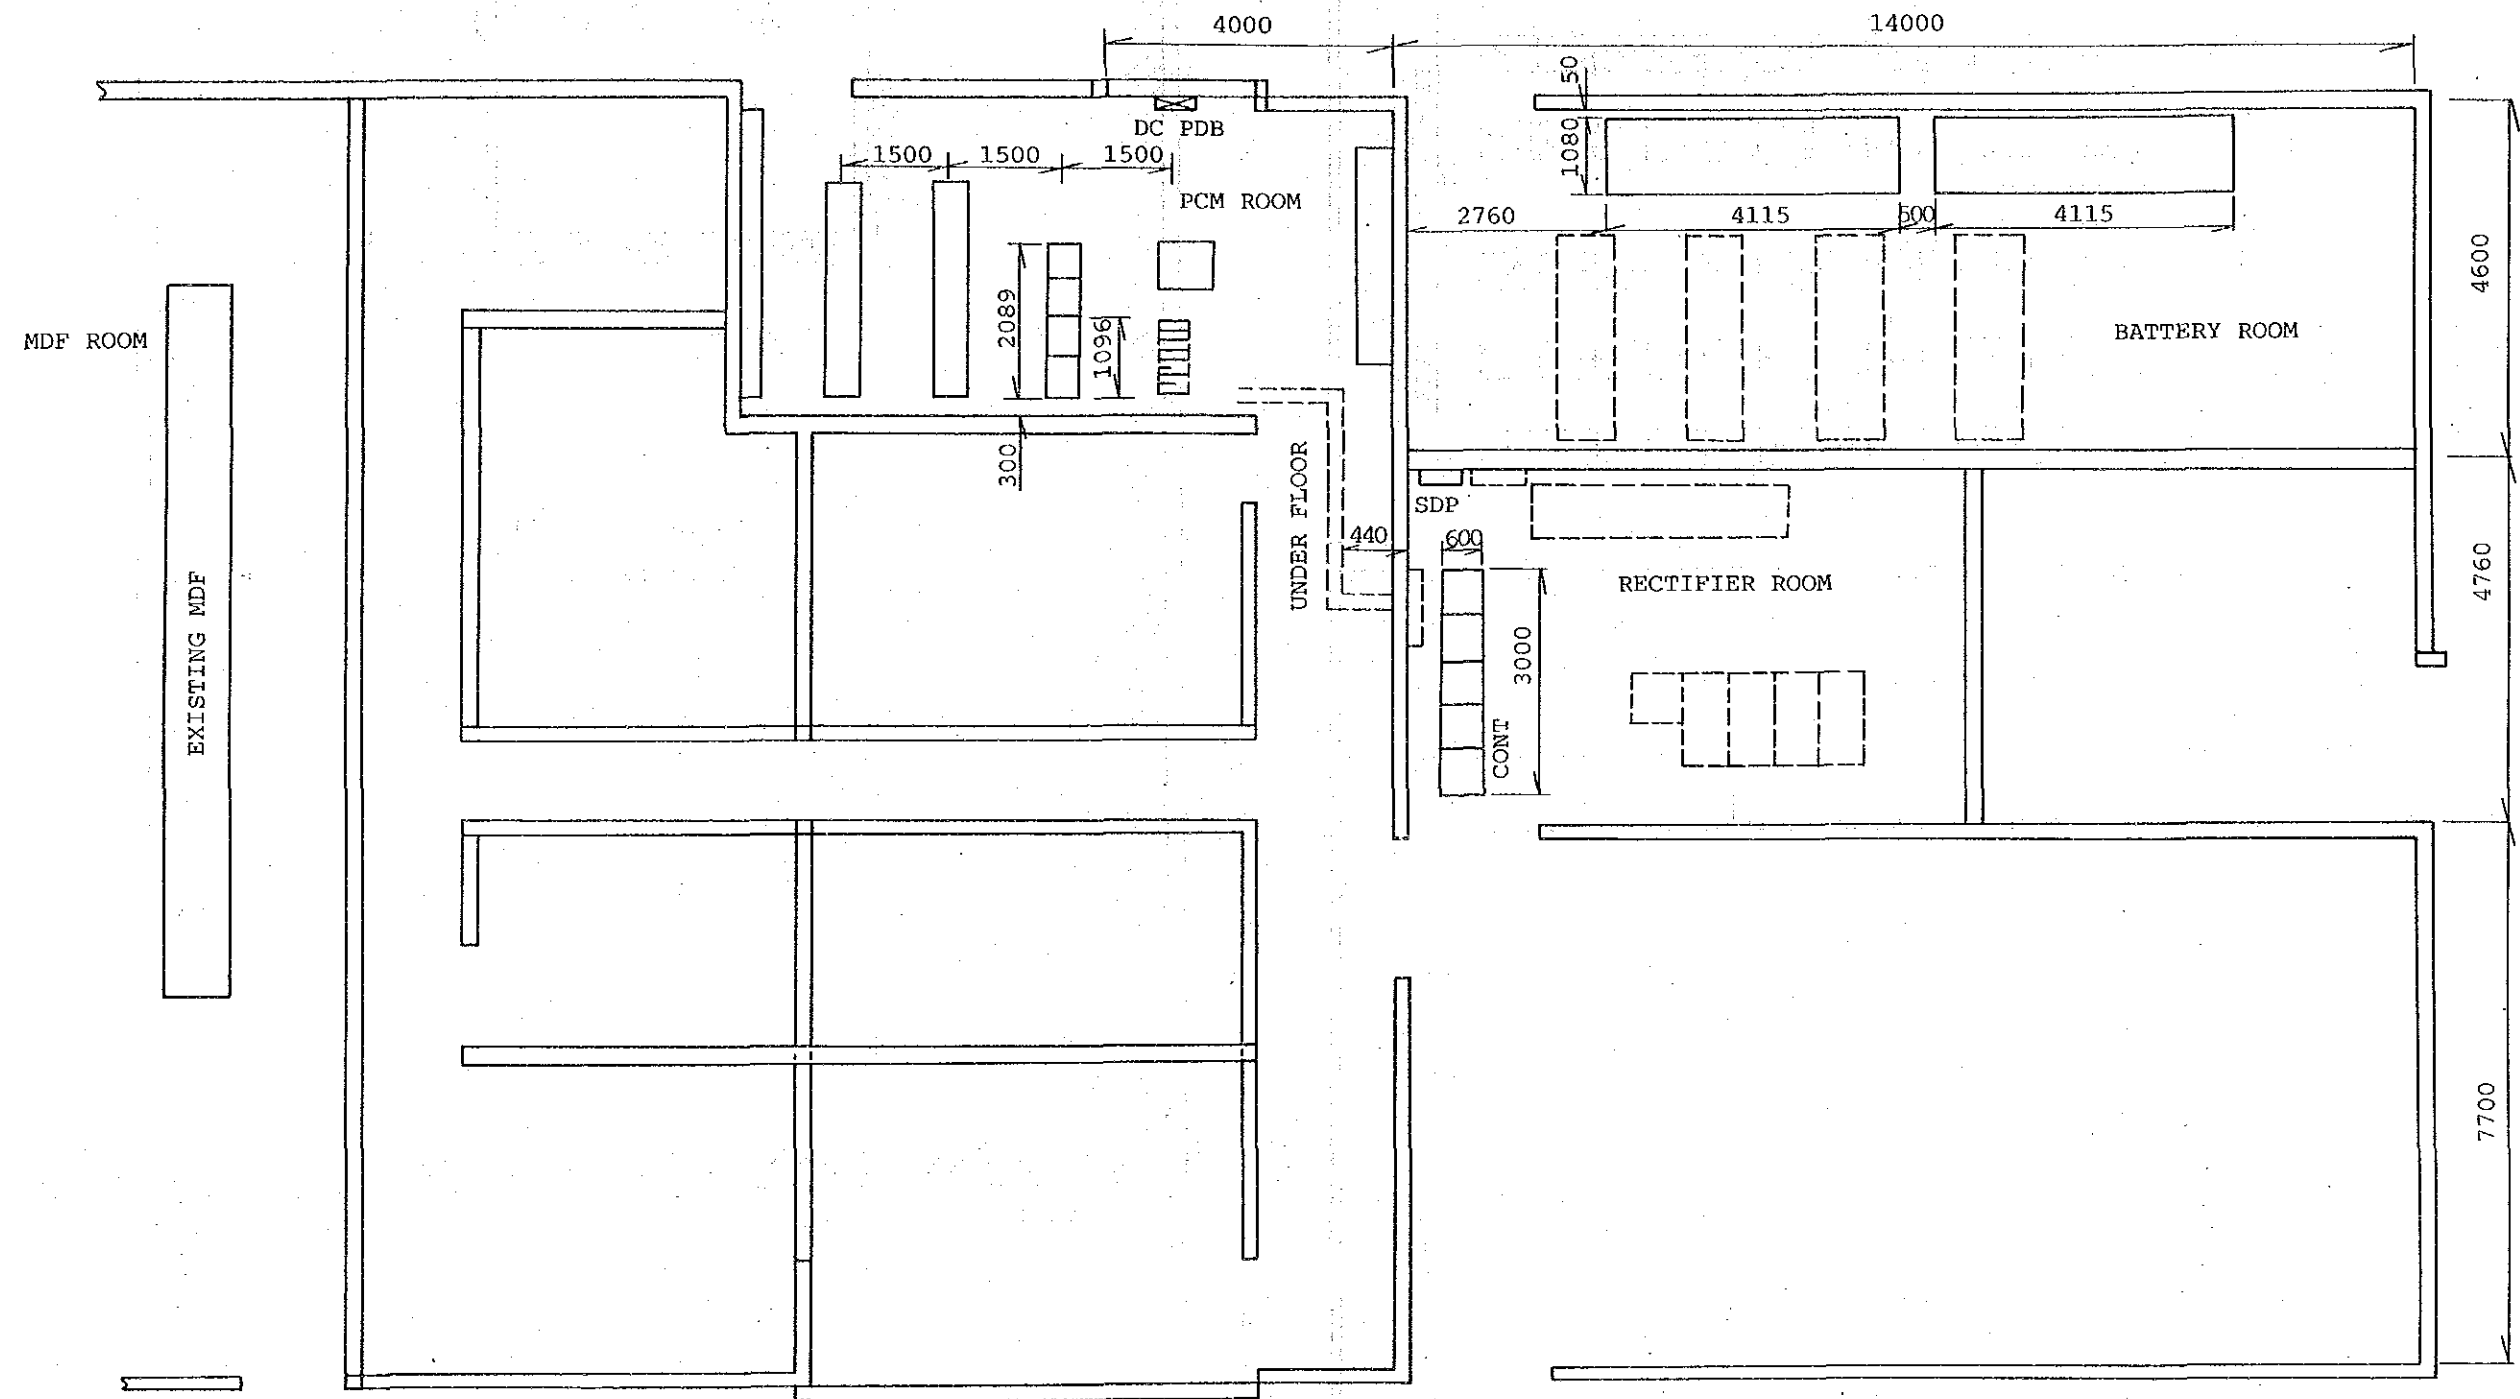 4000
14000
50
DC PDB
1500
1500
1500
1080
PCM ROOM
2760
4115
500
4115
4600
2089
1096
MDF ROOM
BATTERY ROOM
300
UNDER FLOOR
SDP
440
600
RECTIFIER ROOM
4760
EXISTING MDF
3000
CONT
7700